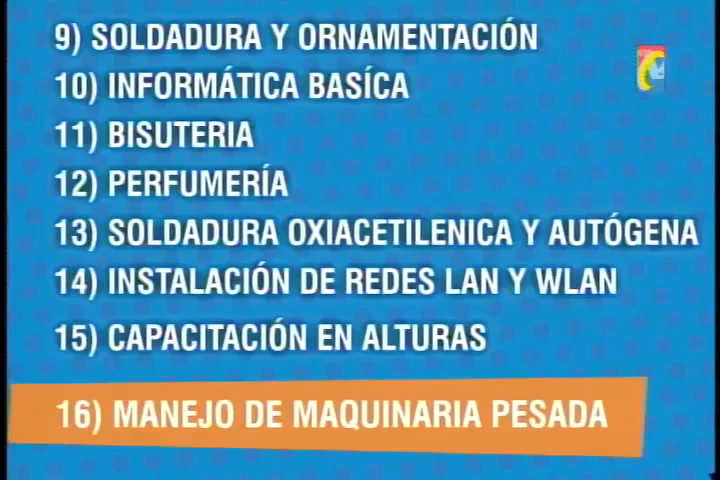 9) SOLDADURA Y ORNAMENTACIÓN
10) INFORMÁTICA BASÍCA
11) BISUTERIA
12) PERFUMERÍA
13) SOLDADURA OXIACETILENICA Y AUTÓGENA
14) INSTALACIÓN DE REDES LAN Y WLAN
15) CAPACITACIÓN EN ALTURAS
16) MANEJO DE MAQUINARIA PESADA